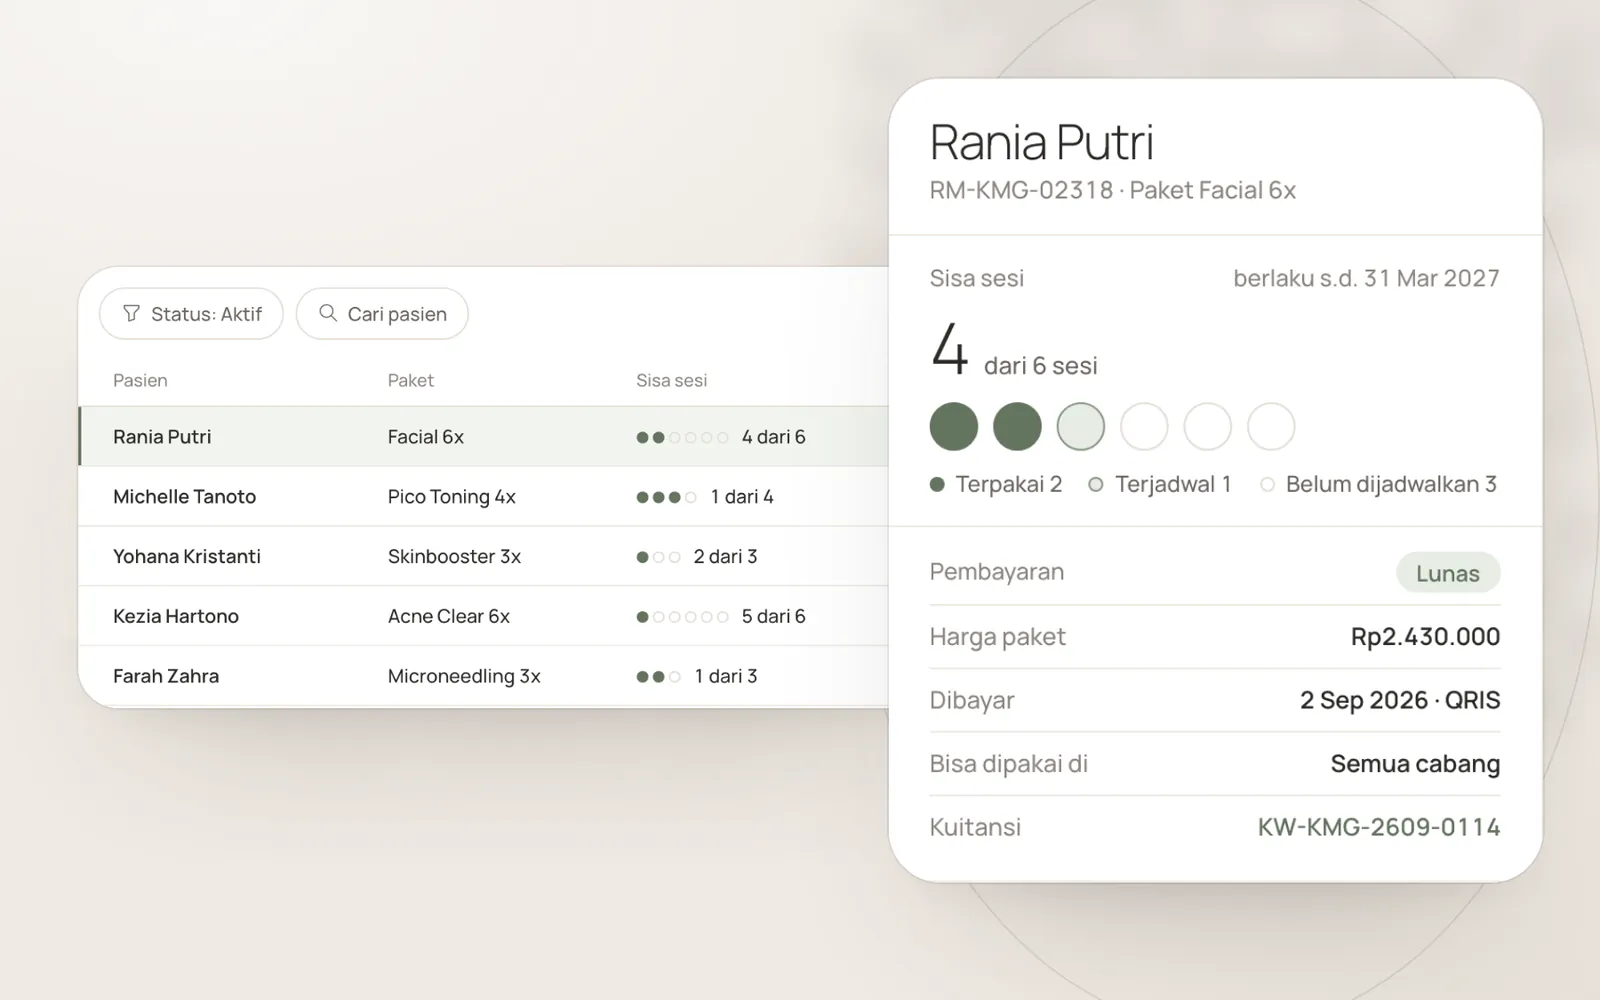 Status: Aktif
Cari pasien
Pasien Paket Sisa sesi
Rania Putri Facial 6x 4 dari 6
Michelle Tanoto Pico Toning 4x 1 dari 4
Yohana Kristanti Skinbooster 3x 2 dari 3
Kezia Hartono Acne Clear 6x 5 dari 6
Farah Zahra Microneedling 3x 1 dari 3
Rania Putri
RM-KMG-02318 · Paket Facial 6x
Sisa sesi berlaku s.d. 31 Mar 2027
4 dari 6 sesi
Terpakai 2 Terjadwal 1 Belum dijadwalkan 3
Pembayaran Lunas
Harga paket Rp2.430.000
Dibayar 2 Sep 2026 · QRIS
Bisa dipakai di Semua cabang
Kuitansi KW-KMG-2609-0114